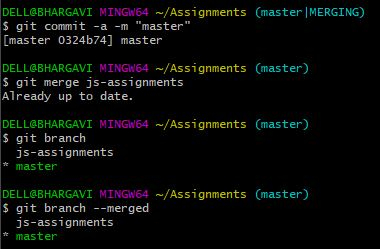 DELL@BHARGAVI MINGW64 ~/Assignments (master|MERGING)
$ git commit -a -m "master"
[master 0324b74] master
DELL@BHARGAVI MINGW64 ~/Assignments (master)
$ git merge js-assignments
Already up to date.
DELL@BHARGAVI MINGW64 ~/Assignments (master)
$ git branch
js-assignments
* master
DELL@BHARGAVI MINGW64 ~/Assignments (master)
$ git branch --merged
js-assignments
* master